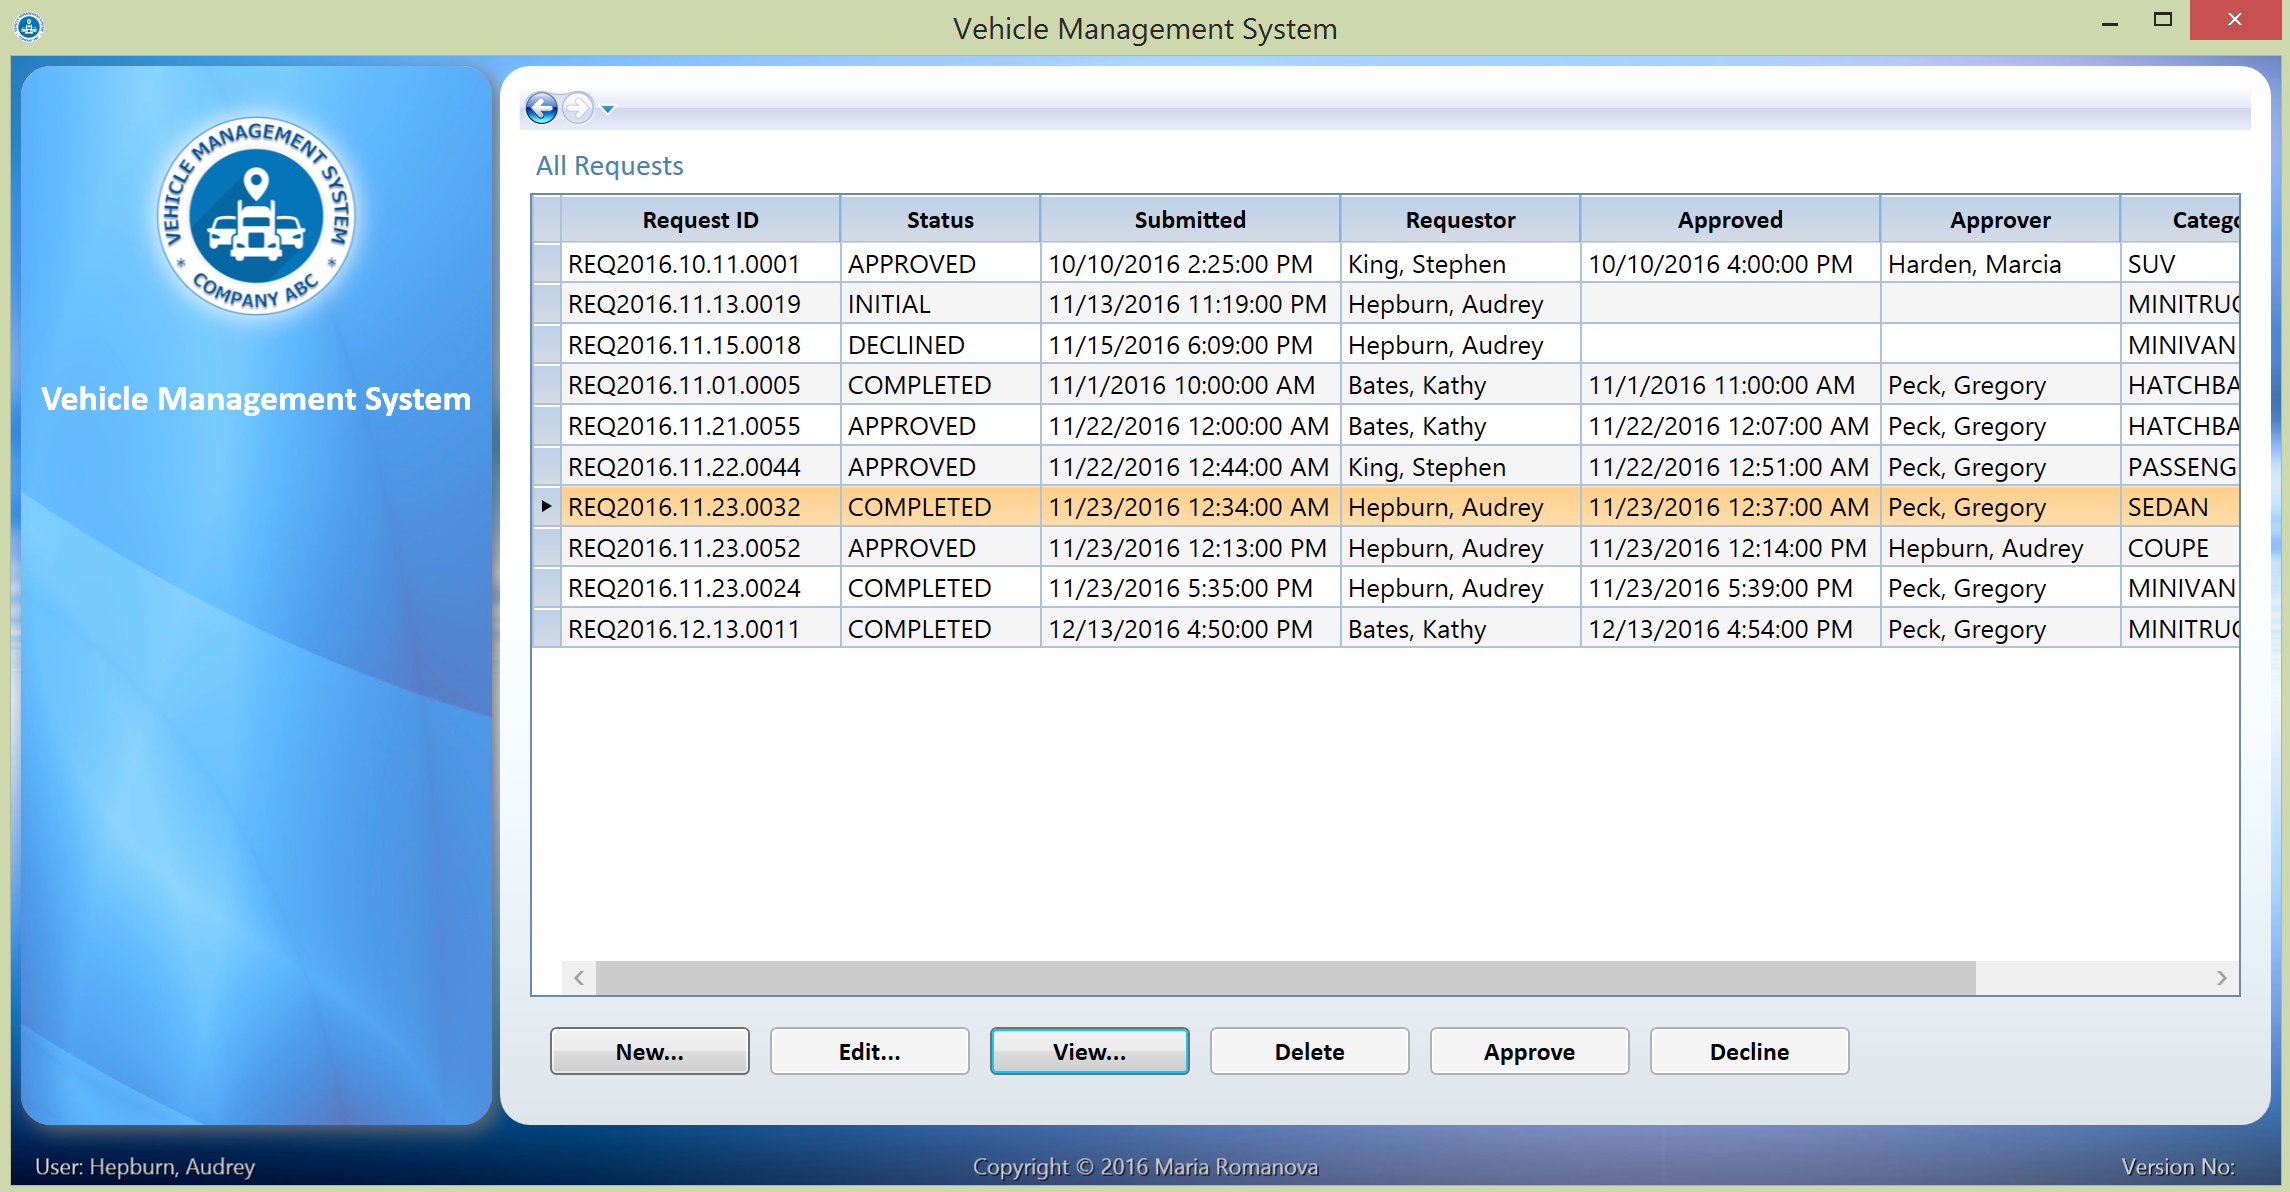 Vehicle Management System
VEHICLE MANAGEMENT SYSTEM
* COMPANY ABC *
Vehicle Management System
All Requests
Request ID Status Submitted Requestor Approved Approver Catego
REQ2016.10.11.0001 APPROVED 10/10/2016 2:25:00 PM King, Stephen 10/10/2016 4:00:00 PM Harden, Marcia SUV
REQ2016.11.13.0019 INITIAL 11/13/2016 11:19:00 PM Hepburn, Audrey MINITRUC
REQ2016.11.15.0018 DECLINED 11/15/2016 6:09:00 PM Hepburn, Audrey MINIVAN
REQ2016.11.01.0005 COMPLETED 11/1/2016 10:00:00 AM Bates, Kathy 11/1/2016 11:00:00 AM Peck, Gregory HATCHBA
REQ2016.11.21.0055 APPROVED 11/22/2016 12:00:00 AM Bates, Kathy 11/22/2016 12:07:00 AM Peck, Gregory HATCHBA
REQ2016.11.22.0044 APPROVED 11/22/2016 12:44:00 AM King, Stephen 11/22/2016 12:51:00 AM Peck, Gregory PASSENG
REQ2016.11.23.0032 COMPLETED 11/23/2016 12:34:00 AM Hepburn, Audrey 11/23/2016 12:37:00 AM Peck, Gregory SEDAN
REQ2016.11.23.0052 APPROVED 11/23/2016 12:13:00 PM Hepburn, Audrey 11/23/2016 12:14:00 PM Hepburn, Audrey COUPE
REQ2016.11.23.0024 COMPLETED 11/23/2016 5:35:00 PM Hepburn, Audrey 11/23/2016 5:39:00 PM Peck, Gregory MINIVAN
REQ2016.12.13.0011 COMPLETED 12/13/2016 4:50:00 PM Bates, Kathy 12/13/2016 4:54:00 PM Peck, Gregory MINITRUC
New... Edit... View... Delete Approve Decline
User: Hepburn, Audrey Copyright © 2016 Maria Romanova Version No: